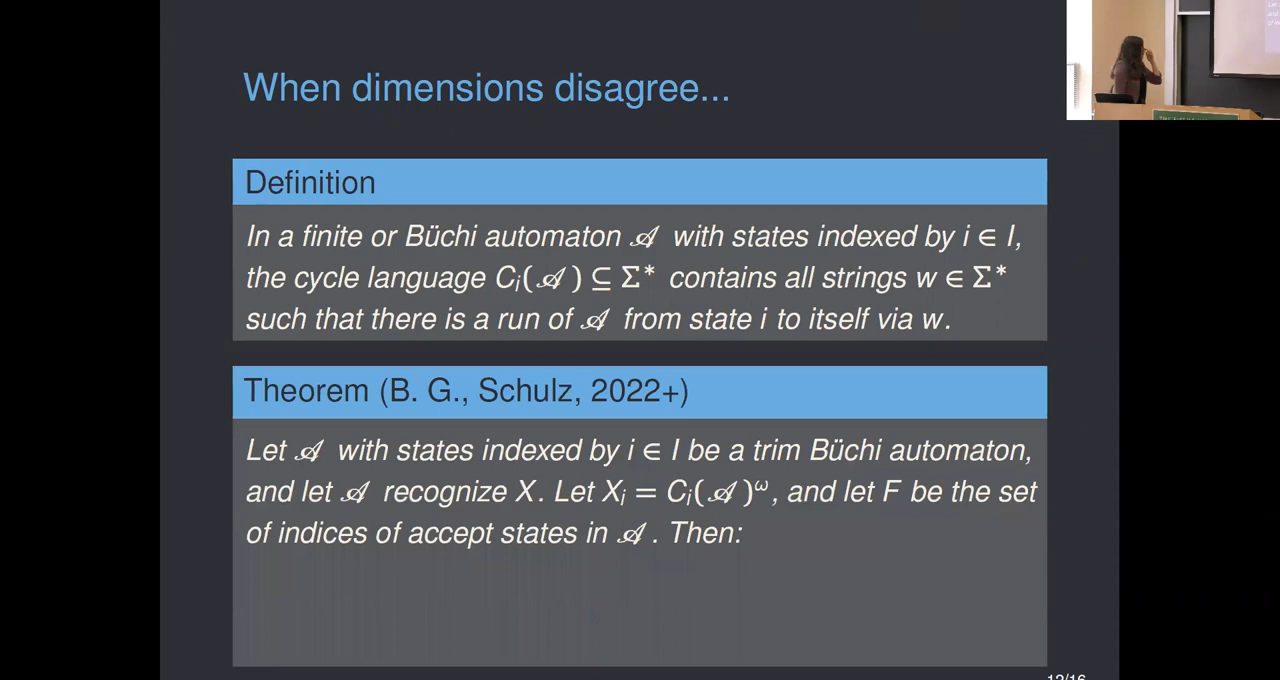 When dimensions disagree...
Definition
In a finite or Büchi automaton 𝒜 with states indexed by i ∈ I,
the cycle language Cᵢ(𝒜) ⊆ Σ* contains all strings w ∈ Σ*
such that there is a run of 𝒜 from state i to itself via w.
Theorem (B. G., Schulz, 2022+)
Let 𝒜 with states indexed by i ∈ I be a trim Büchi automaton,
and let 𝒜 recognize X. Let Xᵢ = Cᵢ(𝒜)^ω, and let F be the set
of indices of accept states in 𝒜. Then:
12/16